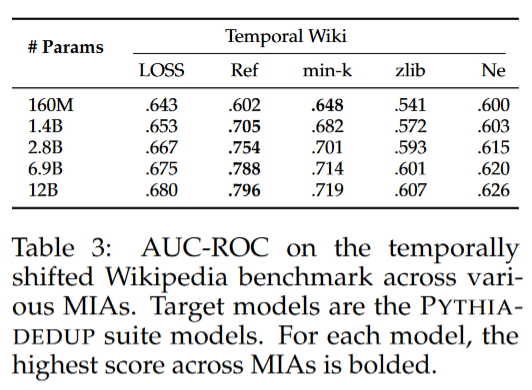 # Params Temporal Wiki
LOSS Ref min-k zlib Ne
160M .643 .602 .648 .541 .600
1.4B .653 .705 .682 .572 .603
2.8B .667 .754 .701 .593 .615
6.9B .675 .788 .714 .601 .620
12B .680 .796 .719 .607 .626
Table 3: AUC-ROC on the temporally
shifted Wikipedia benchmark across vari-
ous MIAs. Target models are the PYTHIA-
DEDUP suite models. For each model, the
highest score across MIAs is bolded.